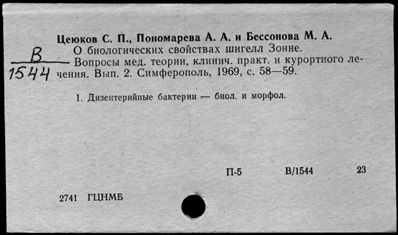 Цеюков С. П., Пономарева А. А. и Бессонова М. А.
О биологических свойствах шигелл Зонне.
В
1544
Вопросы мед. теории, клинич. практ. и курортного ле-
чения. Вып. 2. Симферополь, 1969, с. 58—59.
1. Дизентерийные бактерии — биол. и морфол.
П-5 В/1544 23
2741 ГЦНМБ